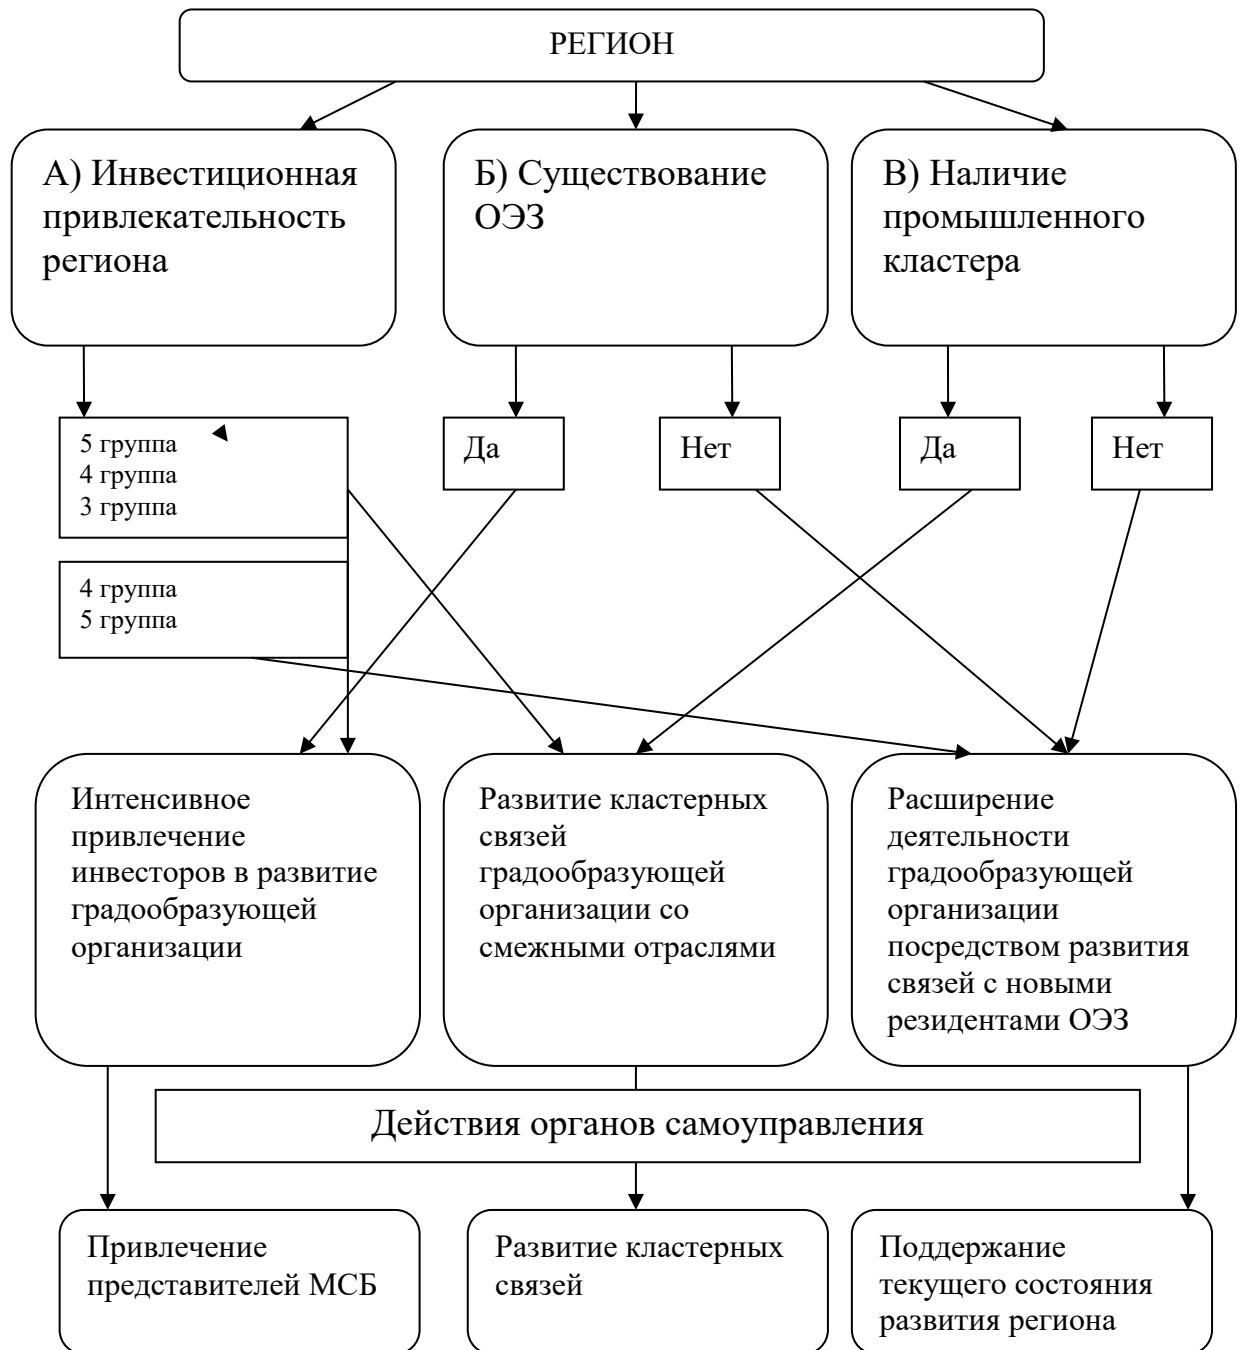 РЕГИОН
А) Инвестиционная
привлекательность
региона
Б) Существование
ОЭЗ
В) Наличие
промышленного
кластера
5 группа
4 группа
3 группа
Да
Нет
Да
Нет
4 группа
5 группа
Интенсивное
привлечение
инвесторов в развитие
градообразующей
организации
Развитие кластерных
связей
градообразующей
организации со
смежными отраслями
Расширение
деятельности
градообразующей
организации
посредством развития
связей с новыми
резидентами ОЭЗ
Действия органов самоуправления
Привлечение
представителей МСБ
Развитие кластерных
связей
Поддержание
текущего состояния
развития региона